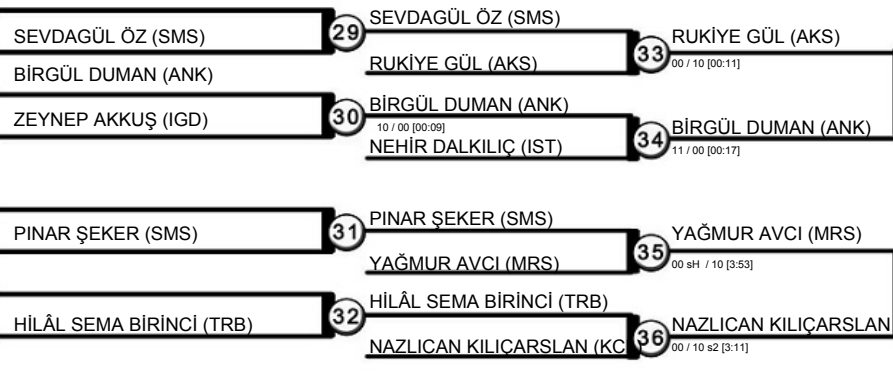 SEVDAGÜL ÖZ (SMS)
29
SEVDAGÜL ÖZ (SMS)
RUKİYE GÜL (AKS)
33
RUKİYE GÜL (AKS)
00 / 10 [00:11]
BİRGÜL DUMAN (ANK)
ZEYNEP AKKUŞ (IGD)
30
BİRGÜL DUMAN (ANK)
10 / 00 [00:09]
NEHİR DALKILIÇ (IST)
34
BİRGÜL DUMAN (ANK)
11 / 00 [00:17]
PINAR ŞEKER (SMS)
31
PINAR ŞEKER (SMS)
YAĞMUR AVCI (MRS)
35
YAĞMUR AVCI (MRS)
00 sH / 10 [3:53]
HİLÂL SEMA BİRİNCİ (TRB)
32
HİLÂL SEMA BİRİNCİ (TRB)
NAZLICAN KILIÇARSLAN (KC
36
NAZLICAN KILIÇARSLAN
00 / 10 s2 [3:11]